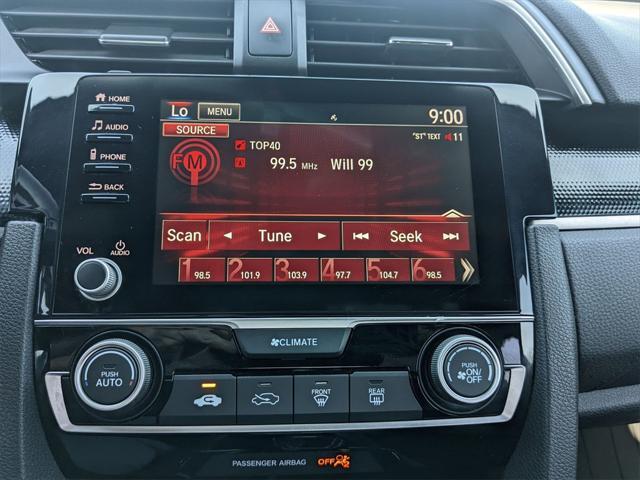 HOME
AUDIO
PHONE
BACK
VOL
AUDIO
Lo MENU 9:00
SOURCE "ST" TEXT 11
FM TOP40
99.5 MHz Will 99
Scan Tune Seek
1 98.5 2 101.9 3 103.9 4 97.7 5 104.7 6 98.5
CLIMATE
PUSH
AUTO
FRONT
REAR
PUSH
ON/
OFF
PASSENGER AIRBAG OFF